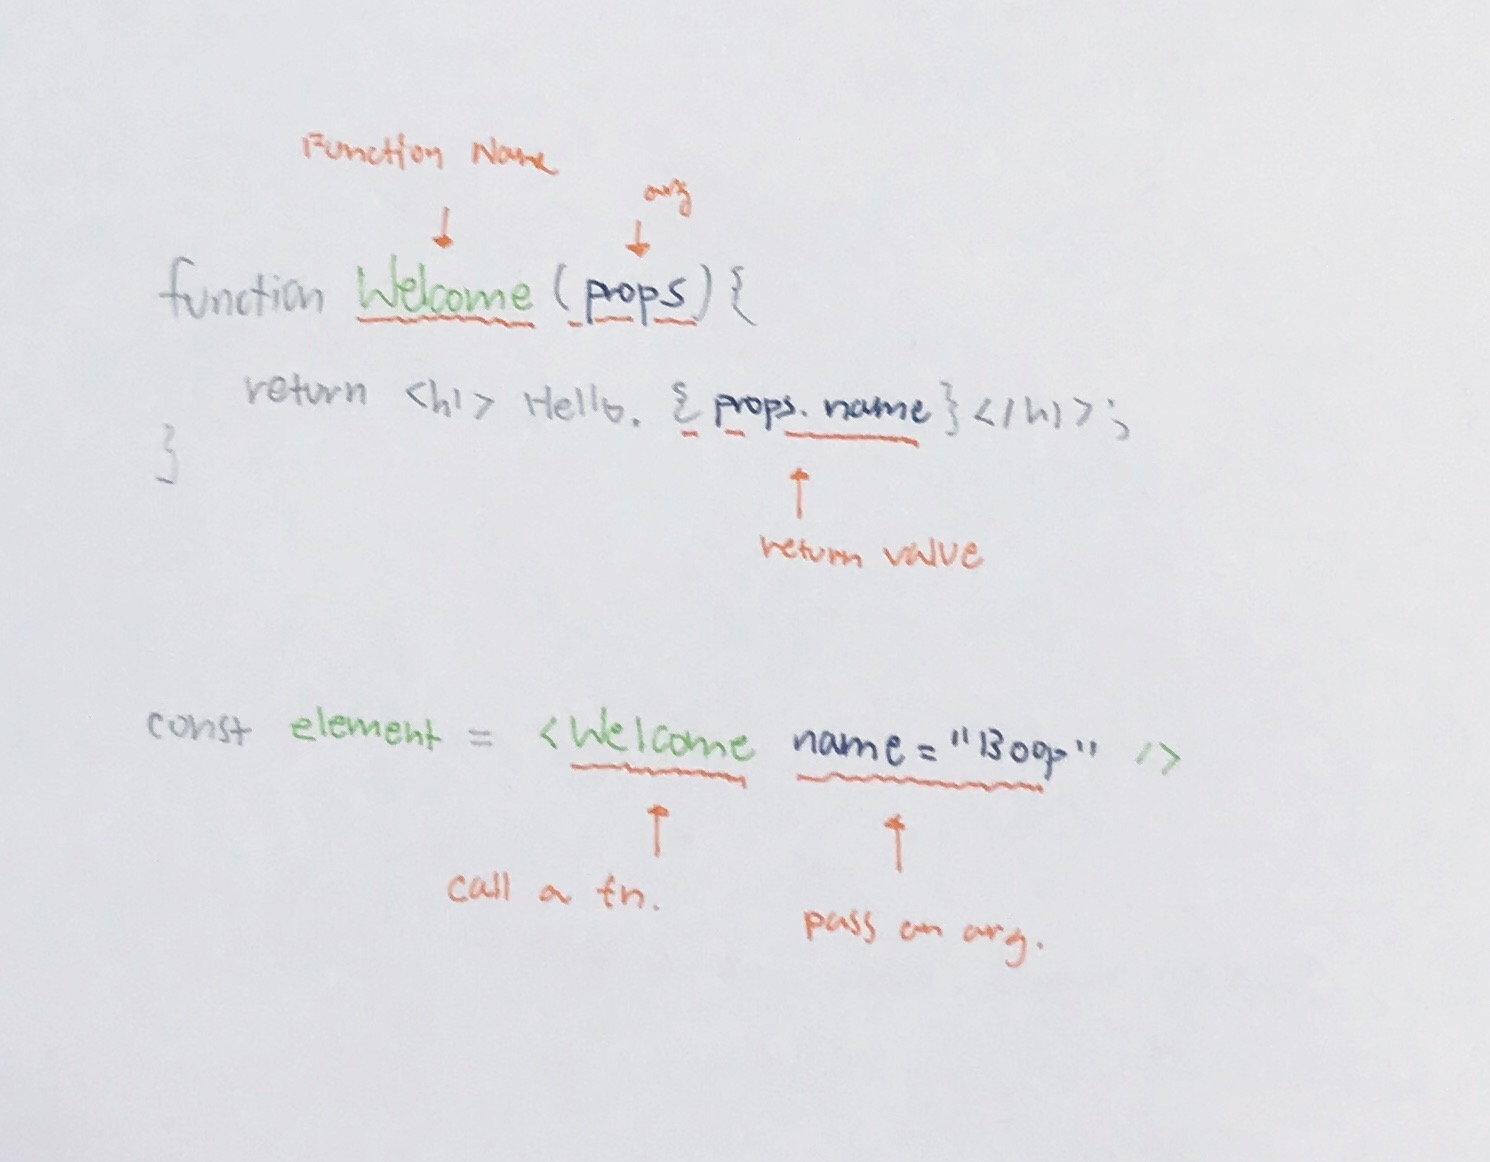 Function Name
arg
function Welcome (props) {
return <h1> Hello. { props. name } </h1> ;
}
return value
const element = <Welcome name = "Bog" />
call a fn.
pass an arg.